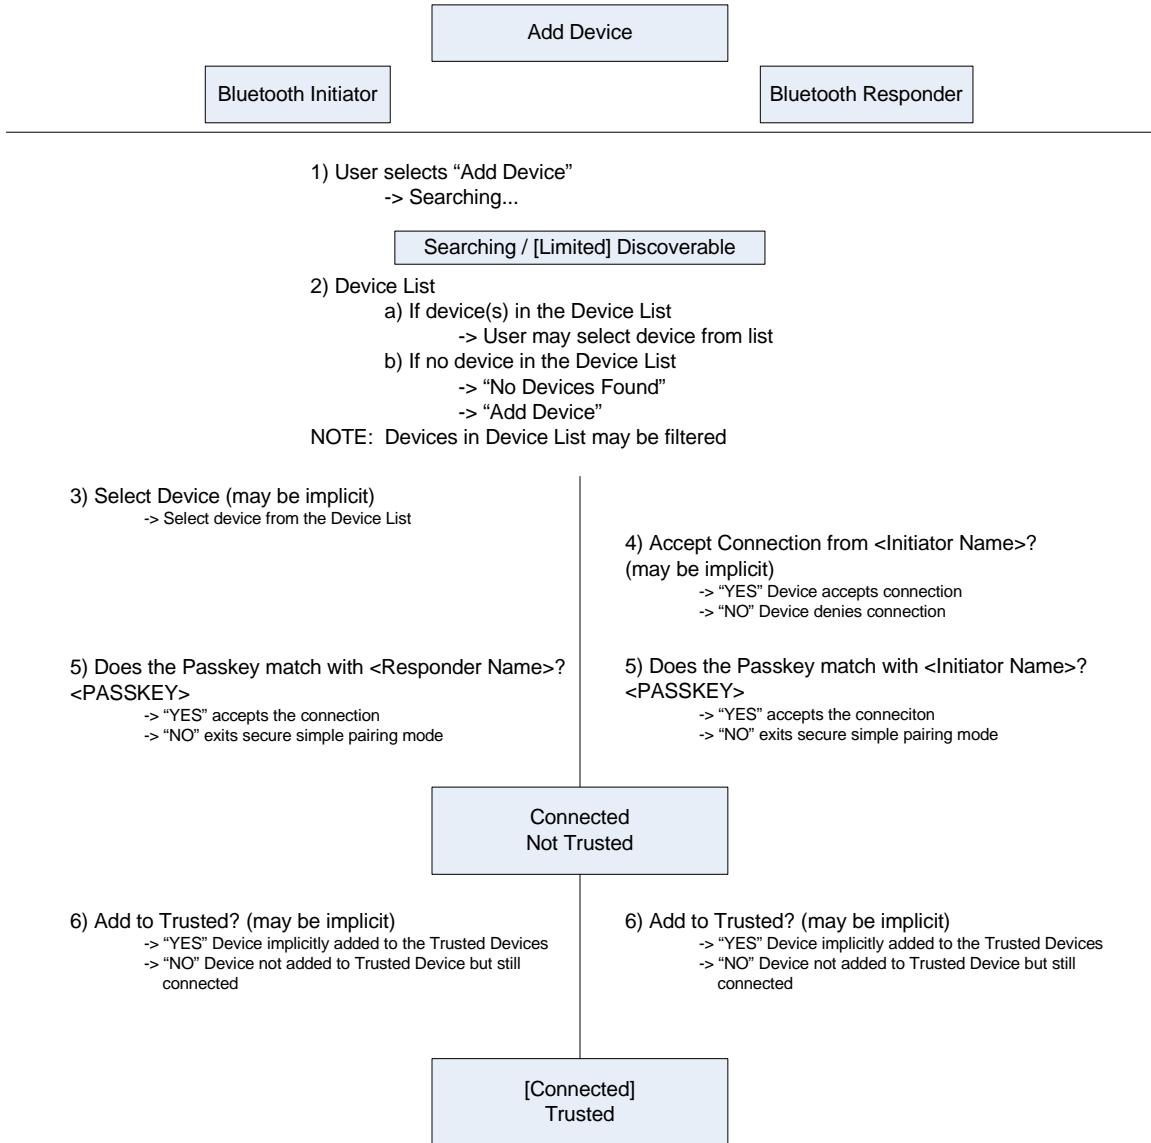 Add Device
Bluetooth Initiator
Bluetooth Responder
1) User selects “Add Device”
-> Searching...
Searching / [Limited] Discoverable
2) Device List
a) If device(s) in the Device List
-> User may select device from list
b) If no device in the Device List
-> “No Devices Found”
-> “Add Device”
NOTE:  Devices in Device List may be filtered
3) Select Device (may be implicit)
-> Select device from the Device List
4) Accept Connection from <Initiator Name>?
(may be implicit)
-> “YES” Device accepts connection
-> “NO” Device denies connection
5) Does the Passkey match with <Responder Name>?
<PASSKEY>
-> “YES” accepts the connection
-> “NO” exits secure simple pairing mode
5) Does the Passkey match with <Initiator Name>?
<PASSKEY>
-> “YES” accepts the conneciton
-> “NO” exits secure simple pairing mode
Connected
Not Trusted
6) Add to Trusted? (may be implicit)
-> “YES” Device implicitly added to the Trusted Devices
-> “NO” Device not added to Trusted Device but still
connected
6) Add to Trusted? (may be implicit)
-> “YES” Device implicitly added to the Trusted Devices
-> “NO” Device not added to Trusted Device but still
connected
[Connected]
Trusted